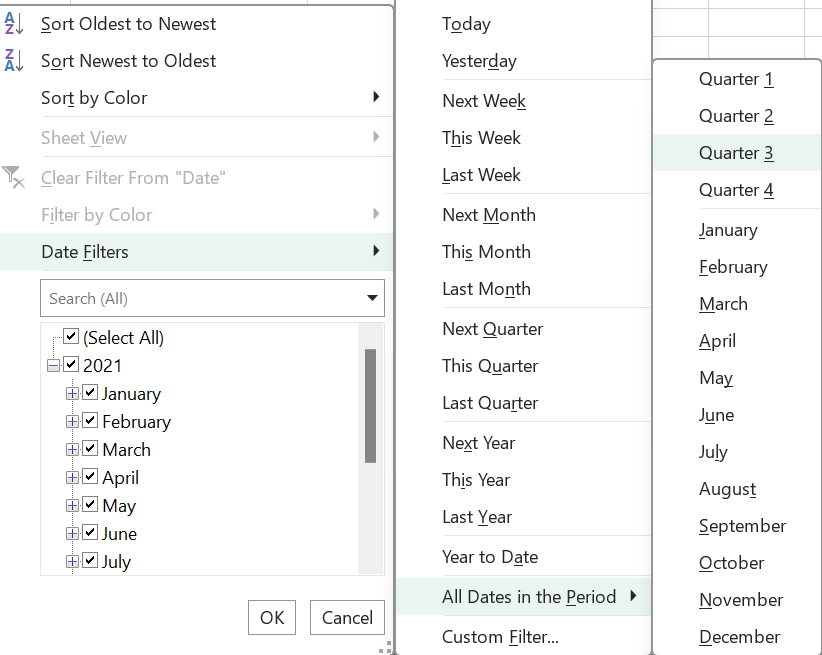 Sort Oldest to Newest
Sort Newest to Oldest
Sort by Color
Sheet View
Clear Filter From "Date"
Filter by Color
Date Filters
Search (All)
(Select All)
2021
January
February
March
April
May
June
July
OK
Cancel
Today
Yesterday
Next Week
This Week
Last Week
Next Month
This Month
Last Month
Next Quarter
This Quarter
Last Quarter
Next Year
This Year
Last Year
Year to Date
All Dates in the Period
Custom Filter...
Quarter 1
Quarter 2
Quarter 3
Quarter 4
January
February
March
April
May
June
July
August
September
October
November
December